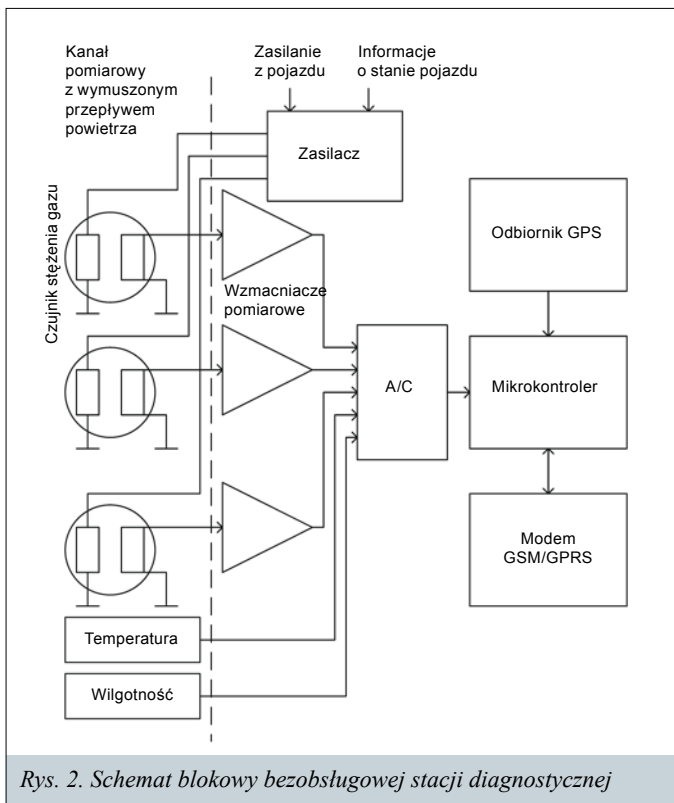 Kanał
pomiarowy
z wymuszonym
przepływem
powietrza
Zasilanie
z pojazdu
Informacje
o stanie pojazdu
Zasilacz
Czujnik stężenia gazu
Wzmacniacze
pomiarowe
Odbiornik GPS
A/C
Mikrokontroler
Modem
GSM/GPRS
Temperatura
Wilgotność
Rys. 2. Schemat blokowy bezobsługowej stacji diagnostycznej